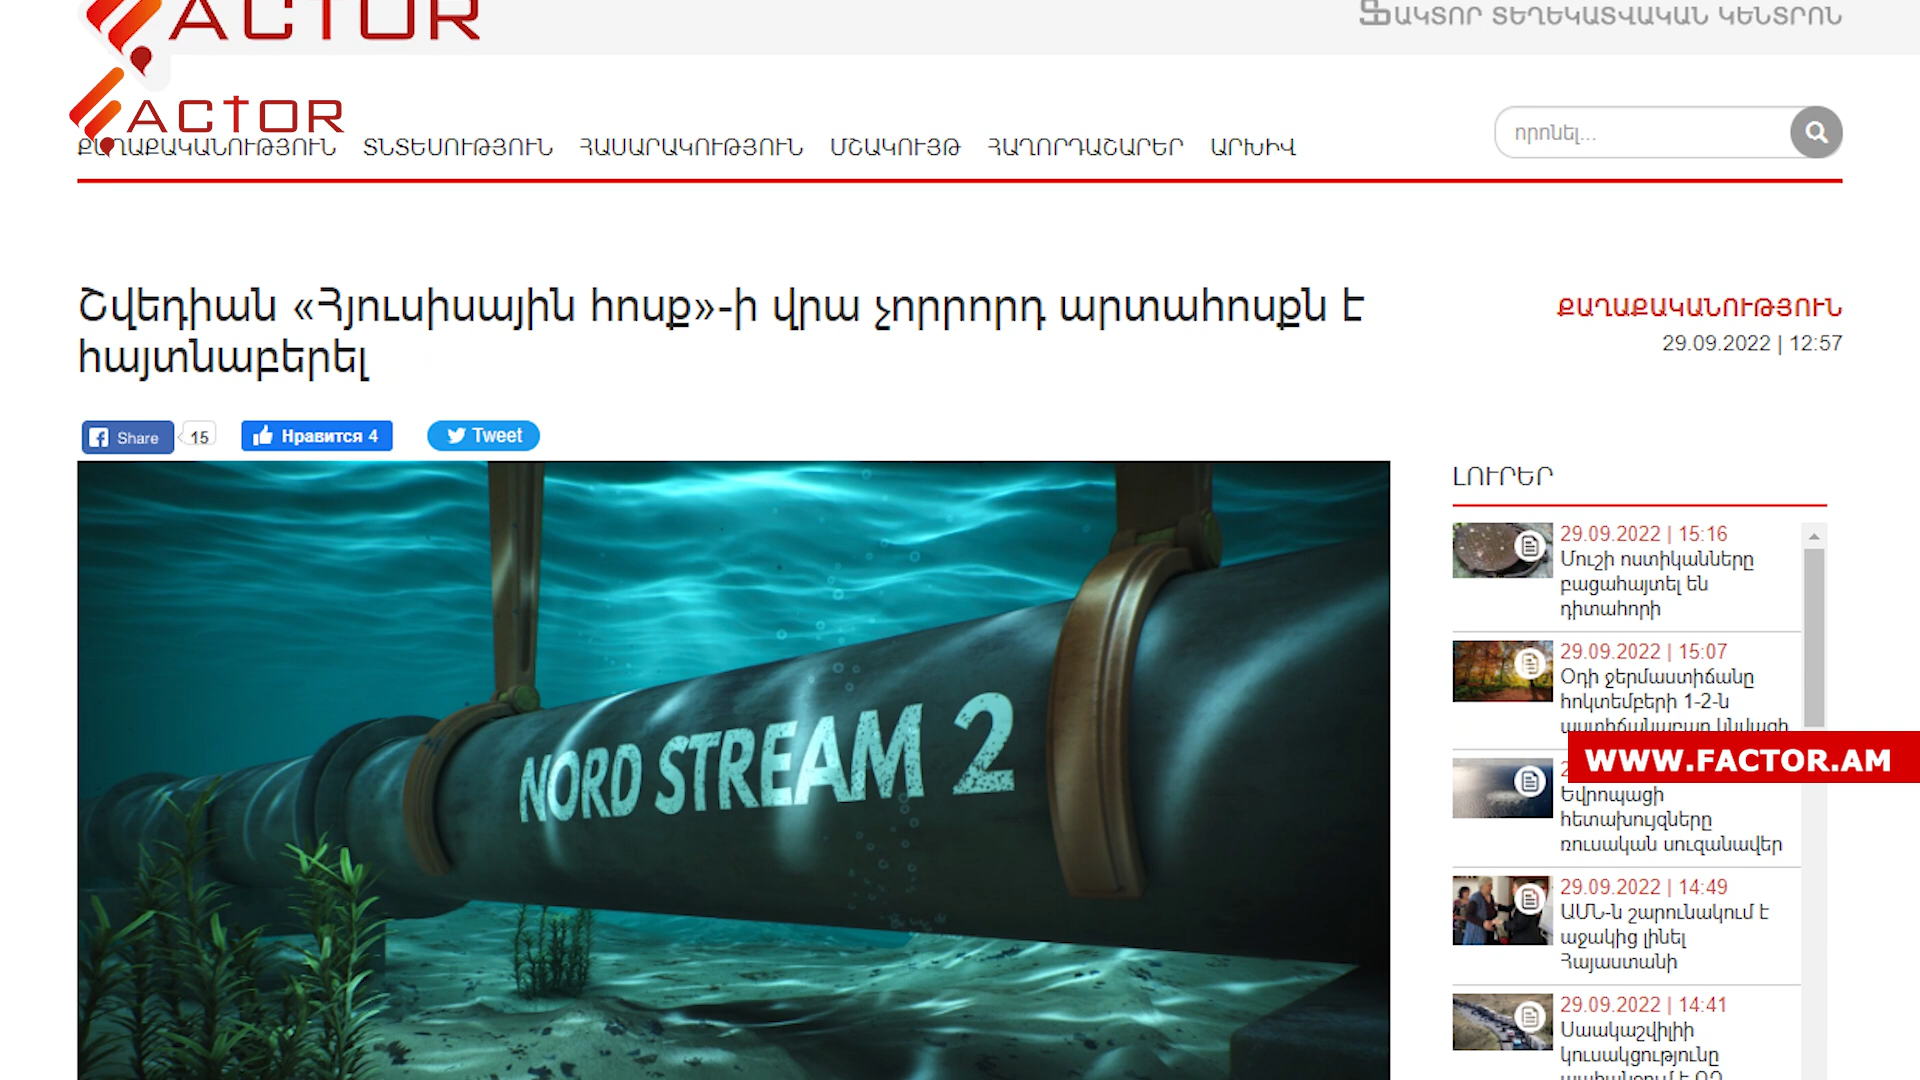 ACTOR
ՖԱԿՏՈՐ ՏԵՂԵԿԱՏՎԱԿԱՆ ԿԵՆՏՐՈՆ
ACTOR
ՔԱՂԱՔԱԿԱՆՈՒԹՅՈՒՆ ՏՆՏԵՍՈՒԹՅՈՒՆ ՀԱՍԱՐԱԿՈՒԹՅՈՒՆ ՄՇԱԿՈՒՅԹ ՀԱՂՈՐԴԱՇԱՐԵՐ ԱՐԽԻՎ
որոնել...
Շվեդիան «Հյուսիսային հոսք»-ի վրա չորրորդ արտահոսքն է
հայտնաբերել
ՔԱՂԱՔԱԿԱՆՈՒԹՅՈՒՆ
29.09.2022 | 12:57
Share 15 Нравится 4 Tweet
NORD STREAM 2
ԼՈՒՐԵՐ
29.09.2022 | 15:16
Մուշի ոստիկանները
բացահայտել են
դիտահորի
29.09.2022 | 15:07
Օդի ջերմաստիճանը
հոկտեմբերի 1-2-ն
աստիճանաբար կնվազի
WWW.FACTOR.AM
Եվրոպացի
հետախույզները
ռուսական սուզանավեր
29.09.2022 | 14:49
ԱՄՆ-ն շարունակում է
աջակից լինել
Հայաստանի
29.09.2022 | 14:41
Սաակաշվիլիի
կուսակցությունը